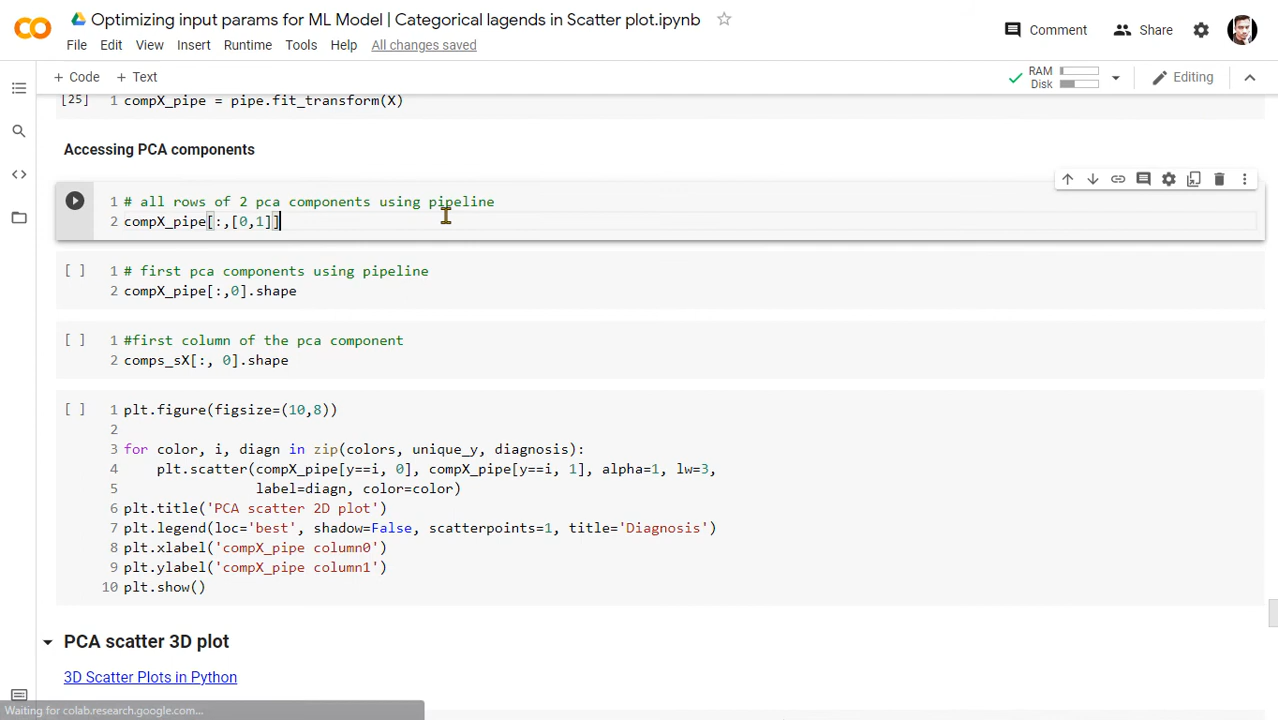 Optimizing input params for ML Model | Categorical lagends in Scatter plot.ipynb
Comment
Share
File Edit View Insert Runtime Tools Help All changes saved
+ Code + Text
RAM
Disk
Editing
[25] 1 compX_pipe = pipe.fit_transform(X)
Accessing PCA components
1 # all rows of 2 pca components using pipeline
2 compX_pipe[:,[0,1]]
[ ] 1 # first pca components using pipeline
2 compX_pipe[:,0].shape
[ ] 1 #first column of the pca component
2 comps_sX[:, 0].shape
[ ] 1 plt.figure(figsize=(10,8))
2
3 for color, i, diagn in zip(colors, unique_y, diagnosis):
4 plt.scatter(compX_pipe[y==i, 0], compX_pipe[y==i, 1], alpha=1, lw=3,
5 label=diagn, color=color)
6 plt.title('PCA scatter 2D plot')
7 plt.legend(loc='best', shadow=False, scatterpoints=1, title='Diagnosis')
8 plt.xlabel('compX_pipe column0')
9 plt.ylabel('compX_pipe column1')
10 plt.show()
PCA scatter 3D plot
3D Scatter Plots in Python
Waiting for colab.research.google.com...